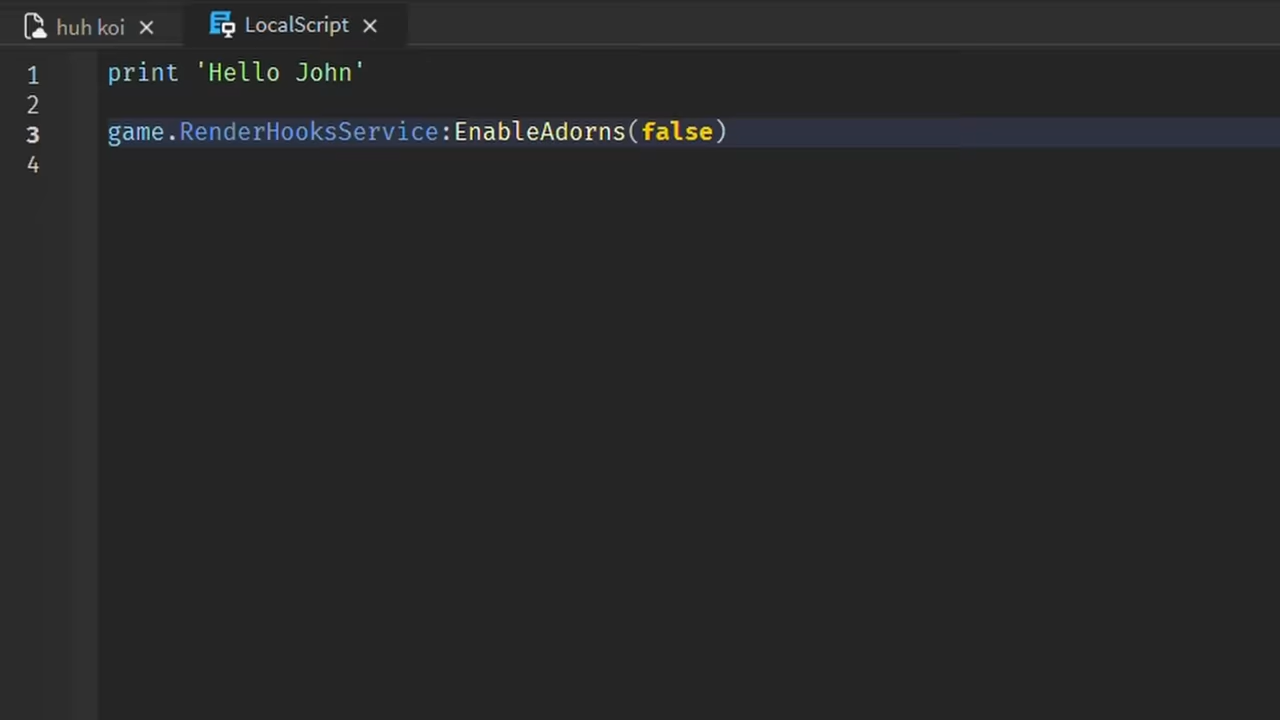 huh koi
LocalScript
1 print 'Hello John'
2
3 game.RenderHooksService:EnableAdorns(false)
4